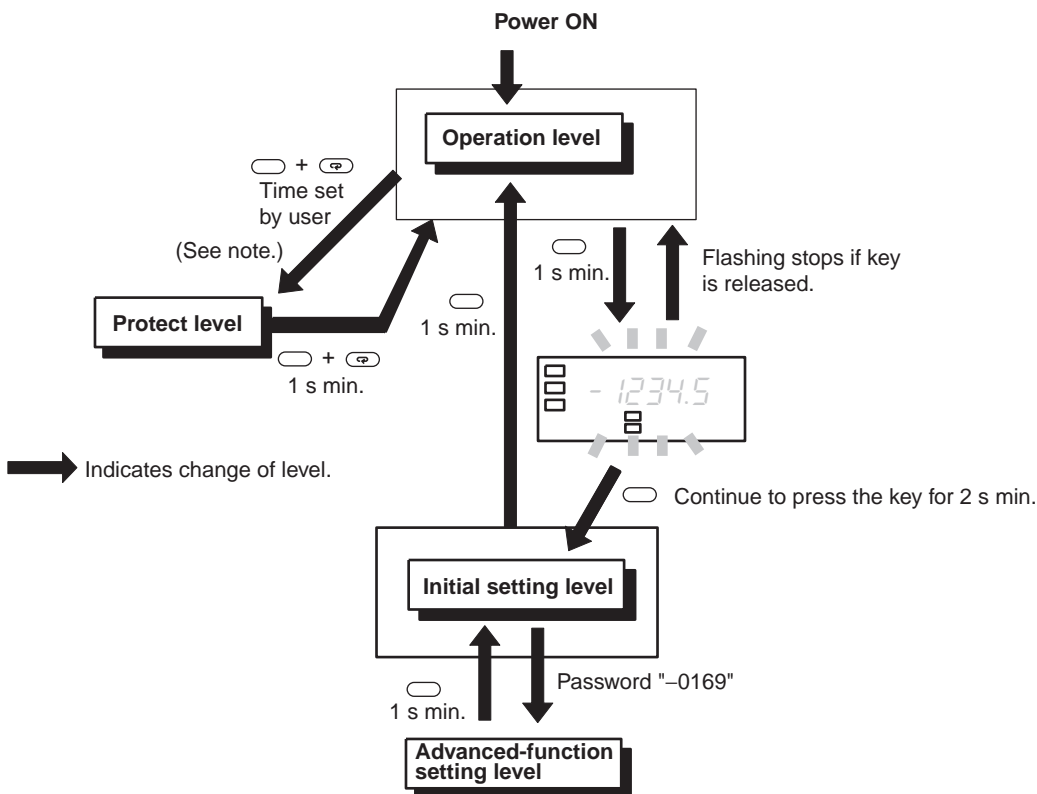 Power ON
Operation level
+
Time set
by user
(See note.)
1 s min.
Flashing stops if key
is released.
Protect level
1 s min.
+
1 s min.
-1234.5
Indicates change of level.
Continue to press the key for 2 s min.
Initial setting level
Password "–0169"
1 s min.
Advanced-function
setting level